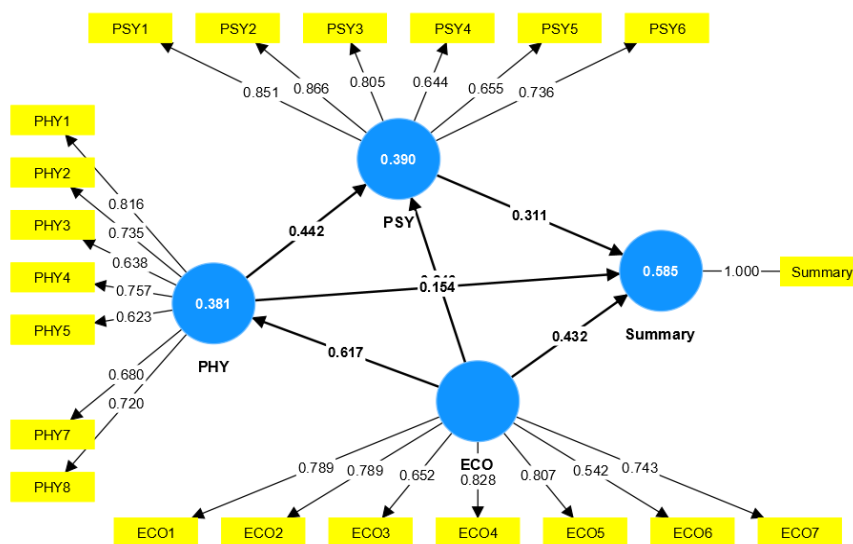 PSY1
PSY2
PSY3
PSY4
PSY5
PSY6
0.851
0.866
0.805
0.644
0.655
0.736
PHY1
PHY2
PHY3
PHY4
PHY5
PHY7
PHY8
0.816
0.735
0.638
0.757
0.623
0.680
0.720
0.390
PSY
0.442
0.311
0.154
0.381
PHY
0.617
0.432
0.585
Summary
1.000
Summary
ECO
0.789
0.789
0.652
0.828
0.807
0.542
0.743
ECO1
ECO2
ECO3
ECO4
ECO5
ECO6
ECO7